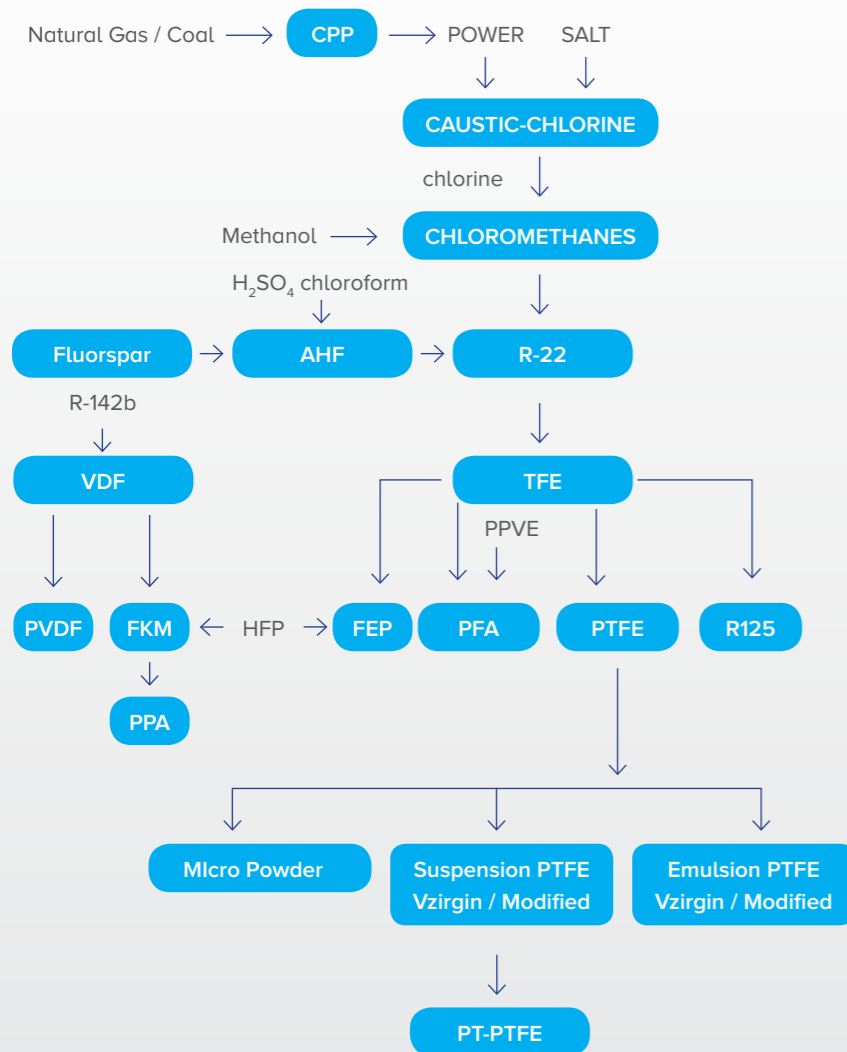 Natural Gas / Coal
CPP
POWER
SALT
CAUSTIC-CHLORINE
chlorine
Methanol
CHLOROMETHANES
H₂SO₄ chloroform
Fluorspar
AHF
R-22
R-142b
VDF
TFE
PPVE
PVDF
FKM
HFP
FEP
PFA
PTFE
R125
PPA
MIcro Powder
Suspension PTFE
Vzirgin / Modified
Emulsion PTFE
Vzirgin / Modified
PT-PTFE